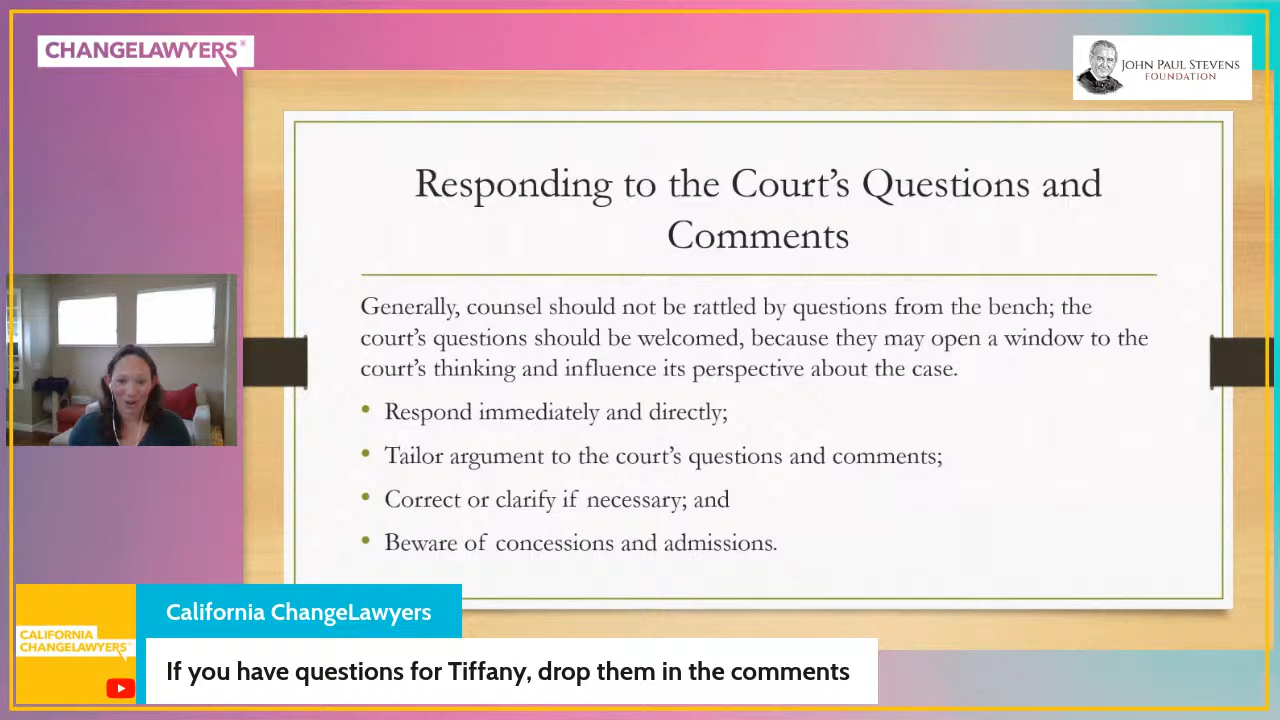 CHANGELAWYERS®
JOHN PAUL STEVENS
FOUNDATION
Responding to the Court’s Questions and
Comments
Generally, counsel should not be rattled by questions from the bench; the
court’s questions should be welcomed, because they may open a window to the
court’s thinking and influence its perspective about the case.
• Respond immediately and directly;
• Tailor argument to the court’s questions and comments;
• Correct or clarify if necessary; and
• Beware of concessions and admissions.
California ChangeLawyers
CALIFORNIA
CHANGELAWYERS®
If you have questions for Tiffany, drop them in the comments